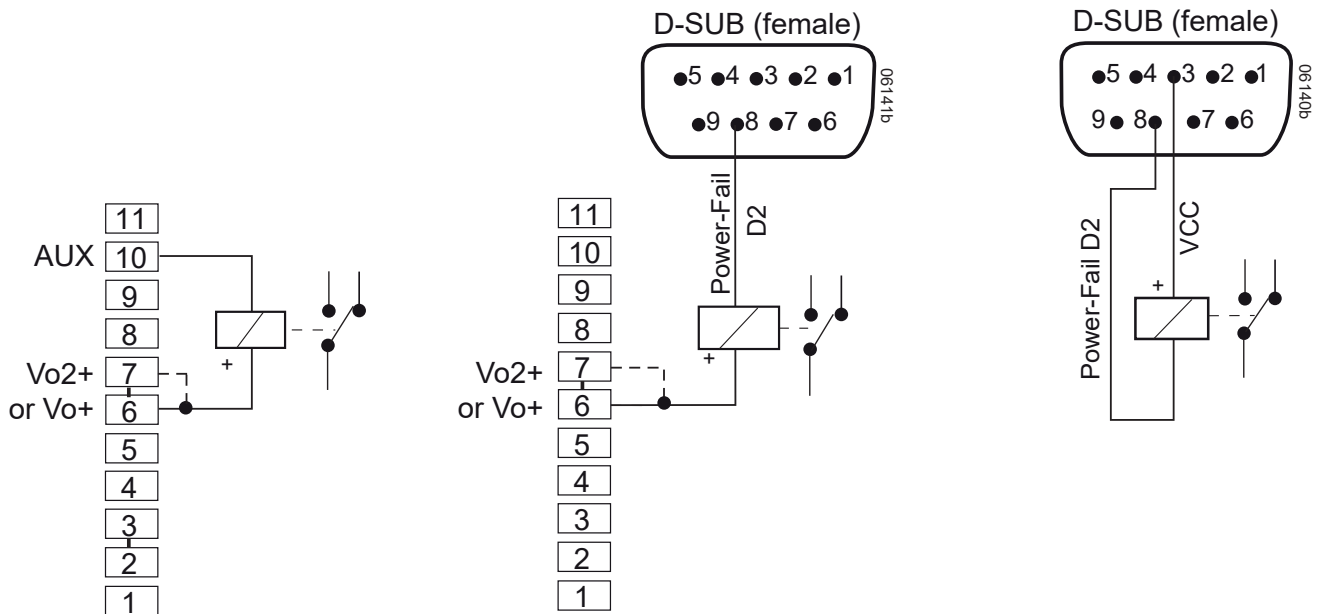 11
AUX 10
9
8
Vo2+ 7
+
or Vo+ 6
5
4
3
2
1
D-SUB (female)
5 4 3 2 1
9 8 7 6
06141b
Power-Fail
D2
11
10
9
8
Vo2+ 7
+
or Vo+ 6
5
4
3
2
1
D-SUB (female)
5 4 3 2 1
9 8 7 6
06140b
Power-Fail D2
VCC
+